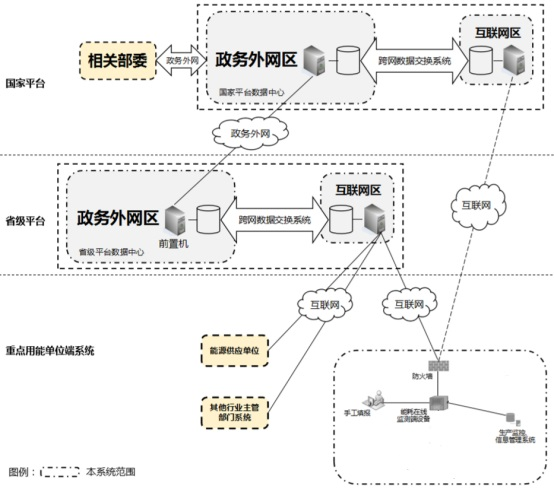 互联网区
相关部委
政务外网
政务外网区
跨网数据交换系统
国家平台
国家平台数据中心
政务外网
互联网区
互联网
政务外网区
跨网数据交换系统
省级平台
前置机
省级平台数据中心
互联网
互联网
重点用能单位端系统
能源供应单位
防火墙
其他行业主管
部门系统
手工填报
能耗在线
监测端设备
生产监控
信息管理系统
图例：
本系统范围